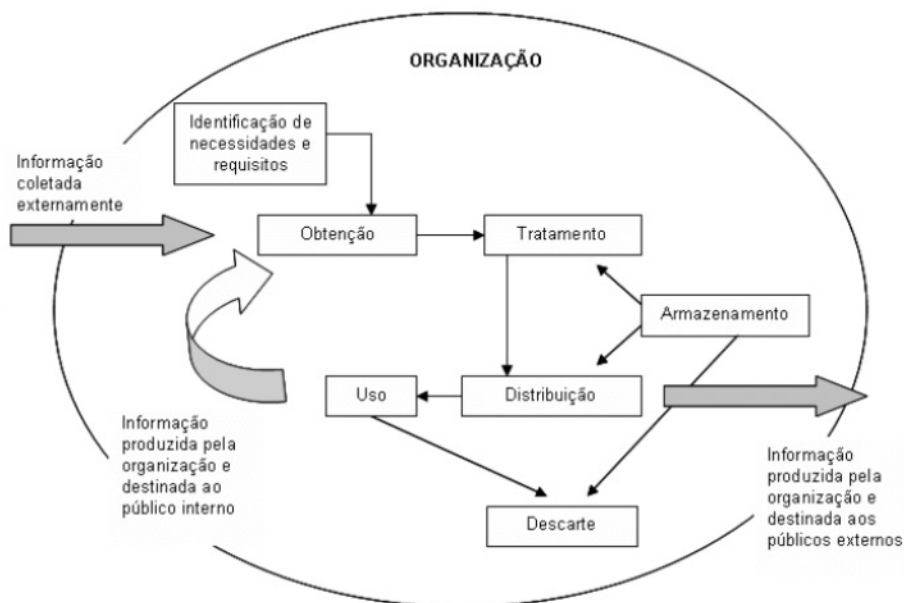 ORGANIZAÇÃO
Identificação de
necessidades e
requisitos
Informação
coletada
externamente
Obtenção
Tratamento
Armazenamento
Uso
Distribuição
Informação
produzida pela
organização e
destinada ao
público interno
Informação
produzida pela
organização e
destinada aos
públicos externos
Descarte